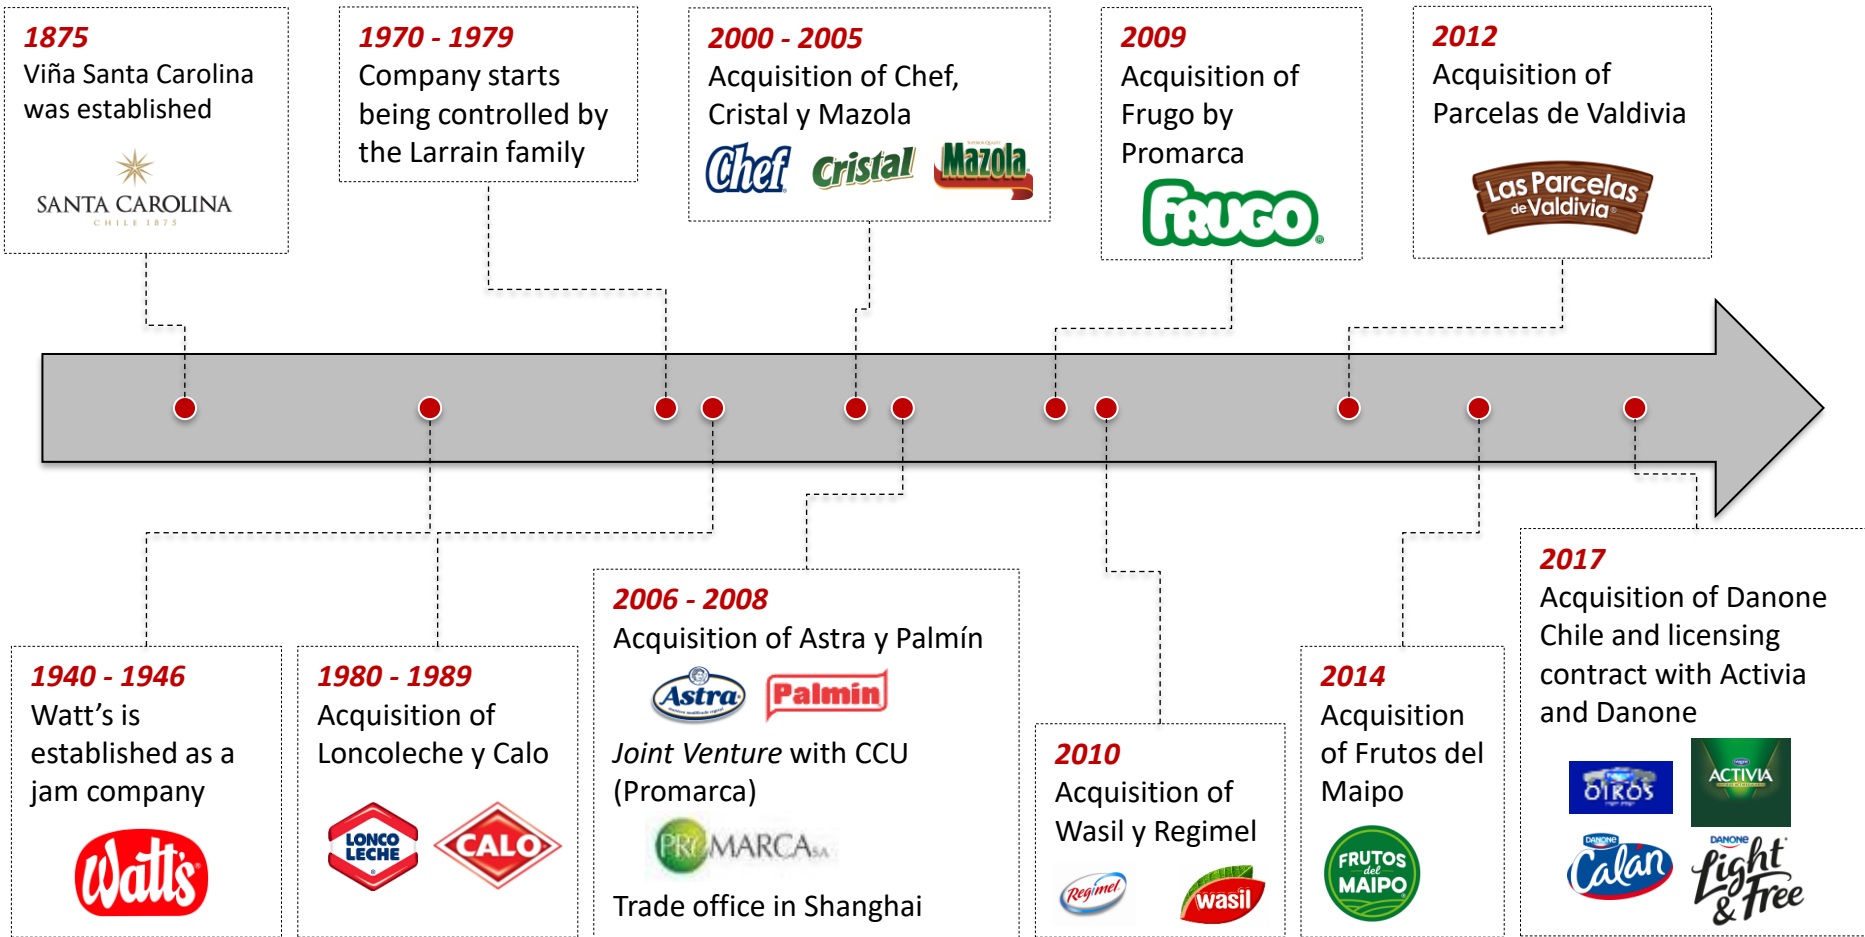 1875
Viña Santa Carolina
was established
SANTA CAROLINA
CHILE 1875
1970 - 1979
Company starts
being controlled by
the Larrain family
2000 - 2005
Acquisition of Chef,
Cristal y Mazola
Chef
Cristal
Mazola
2009
Acquisition of
Frugo by
Promarca
FRUGO
2012
Acquisition of
Parcelas de Valdivia
Las Parcelas
de Valdivia
1940 - 1946
Watt’s is
established as a
jam company
Watt's
1980 - 1989
Acquisition of
Loncoleche y Calo
LONCO
LECHE
CALO
2006 - 2008
Acquisition of Astra y Palmín
Astra
Palmin
Joint Venture with CCU
(Promarca)
PROMARCA S.A.
Trade office in Shanghai
2010
Acquisition of
Wasil y Regimel
Regimel
wasil
2014
Acquisition
of Frutos del
Maipo
FRUTOS
del
MAIPO
2017
Acquisition of Danone
Chile and licensing
contract with Activia
and Danone
OIKOS
ACTIVIA
DANONE
Calán
DANONE
Light
& Free